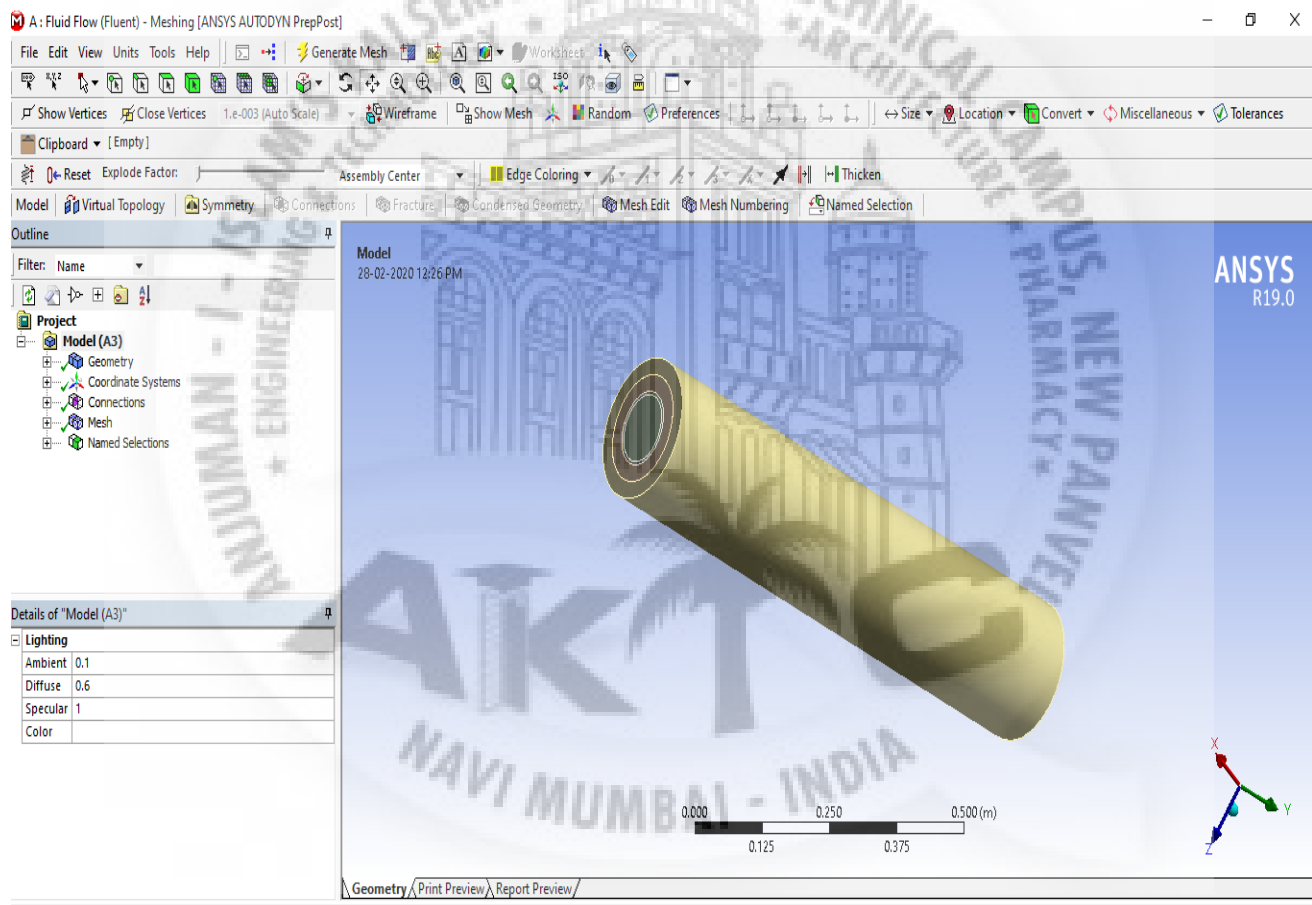 A : Fluid Flow (Fluent) - Meshing [ANSYS AUTODYN PrepPost]
File Edit View Units Tools Help Generate Mesh Worksheet
Show Vertices Close Vertices 1.e-003 (Auto Scale) Wireframe Show Mesh Random Preferences Size Location Convert Miscellaneous Tolerances
Clipboard [Empty]
Reset Explode Factor: Assembly Center Edge Coloring Thicken
Model Virtual Topology Symmetry Connections Fracture Condensed Geometry Mesh Edit Mesh Numbering Named Selection
Outline
Filter: Name
Project
Model (A3)
Geometry
Coordinate Systems
Connections
Mesh
Named Selections
Details of "Model (A3)"
Lighting
Ambient 0.1
Diffuse 0.6
Specular 1
Color
Model
28-02-2020 12:26 PM
ANSYS
R19.0
0.000 0.250 0.500 (m)
0.125 0.375
X
Y
Z
Geometry Print Preview Report Preview
AKTC
NAVI MUMBAI - INDIA